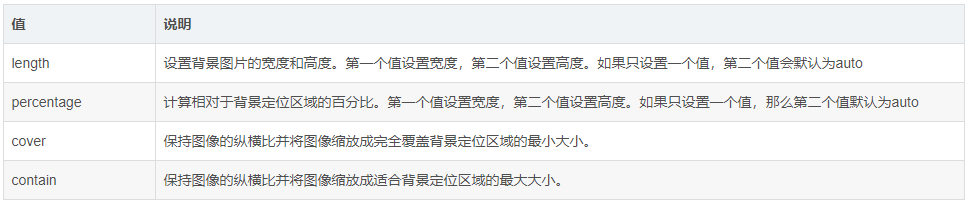 值 说明
length 设置背景图片的宽度和高度。第一个值设置宽度，第二个值设置高度。如果只设置一个值，第二个值会默认为auto
percentage 计算相对于背景定位区域的百分比。第一个值设置宽度，第二个值设置高度。如果只设置一个值，那么第二个值默认为auto
cover 保持图像的纵横比并将图像缩放成完全覆盖背景定位区域的最小大小。
contain 保持图像的纵横比并将图像缩放成适合背景定位区域的最大大小。